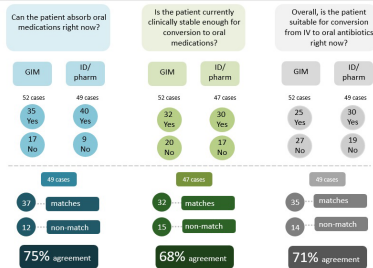 Can the patient absorb oral
medications right now?
GIM
ID/
pharm
52 cases
49 cases
35
Yes
40
Yes
17
No
9
No
49 cases
37
matches
12
non-match
75% agreement
Is the patient currently
clinically stable enough for
conversion to oral
medications?
GIM
ID/
pharm
52 cases
47 cases
32
Yes
30
Yes
20
No
17
No
47 cases
32
matches
15
non-match
68% agreement
Overall, is the patient
suitable for conversion
from IV to oral antibiotics
right now?
GIM
ID/
pharm
52 cases
49 cases
25
Yes
30
Yes
27
No
19
No
49 cases
35
matches
14
non-match
71% agreement